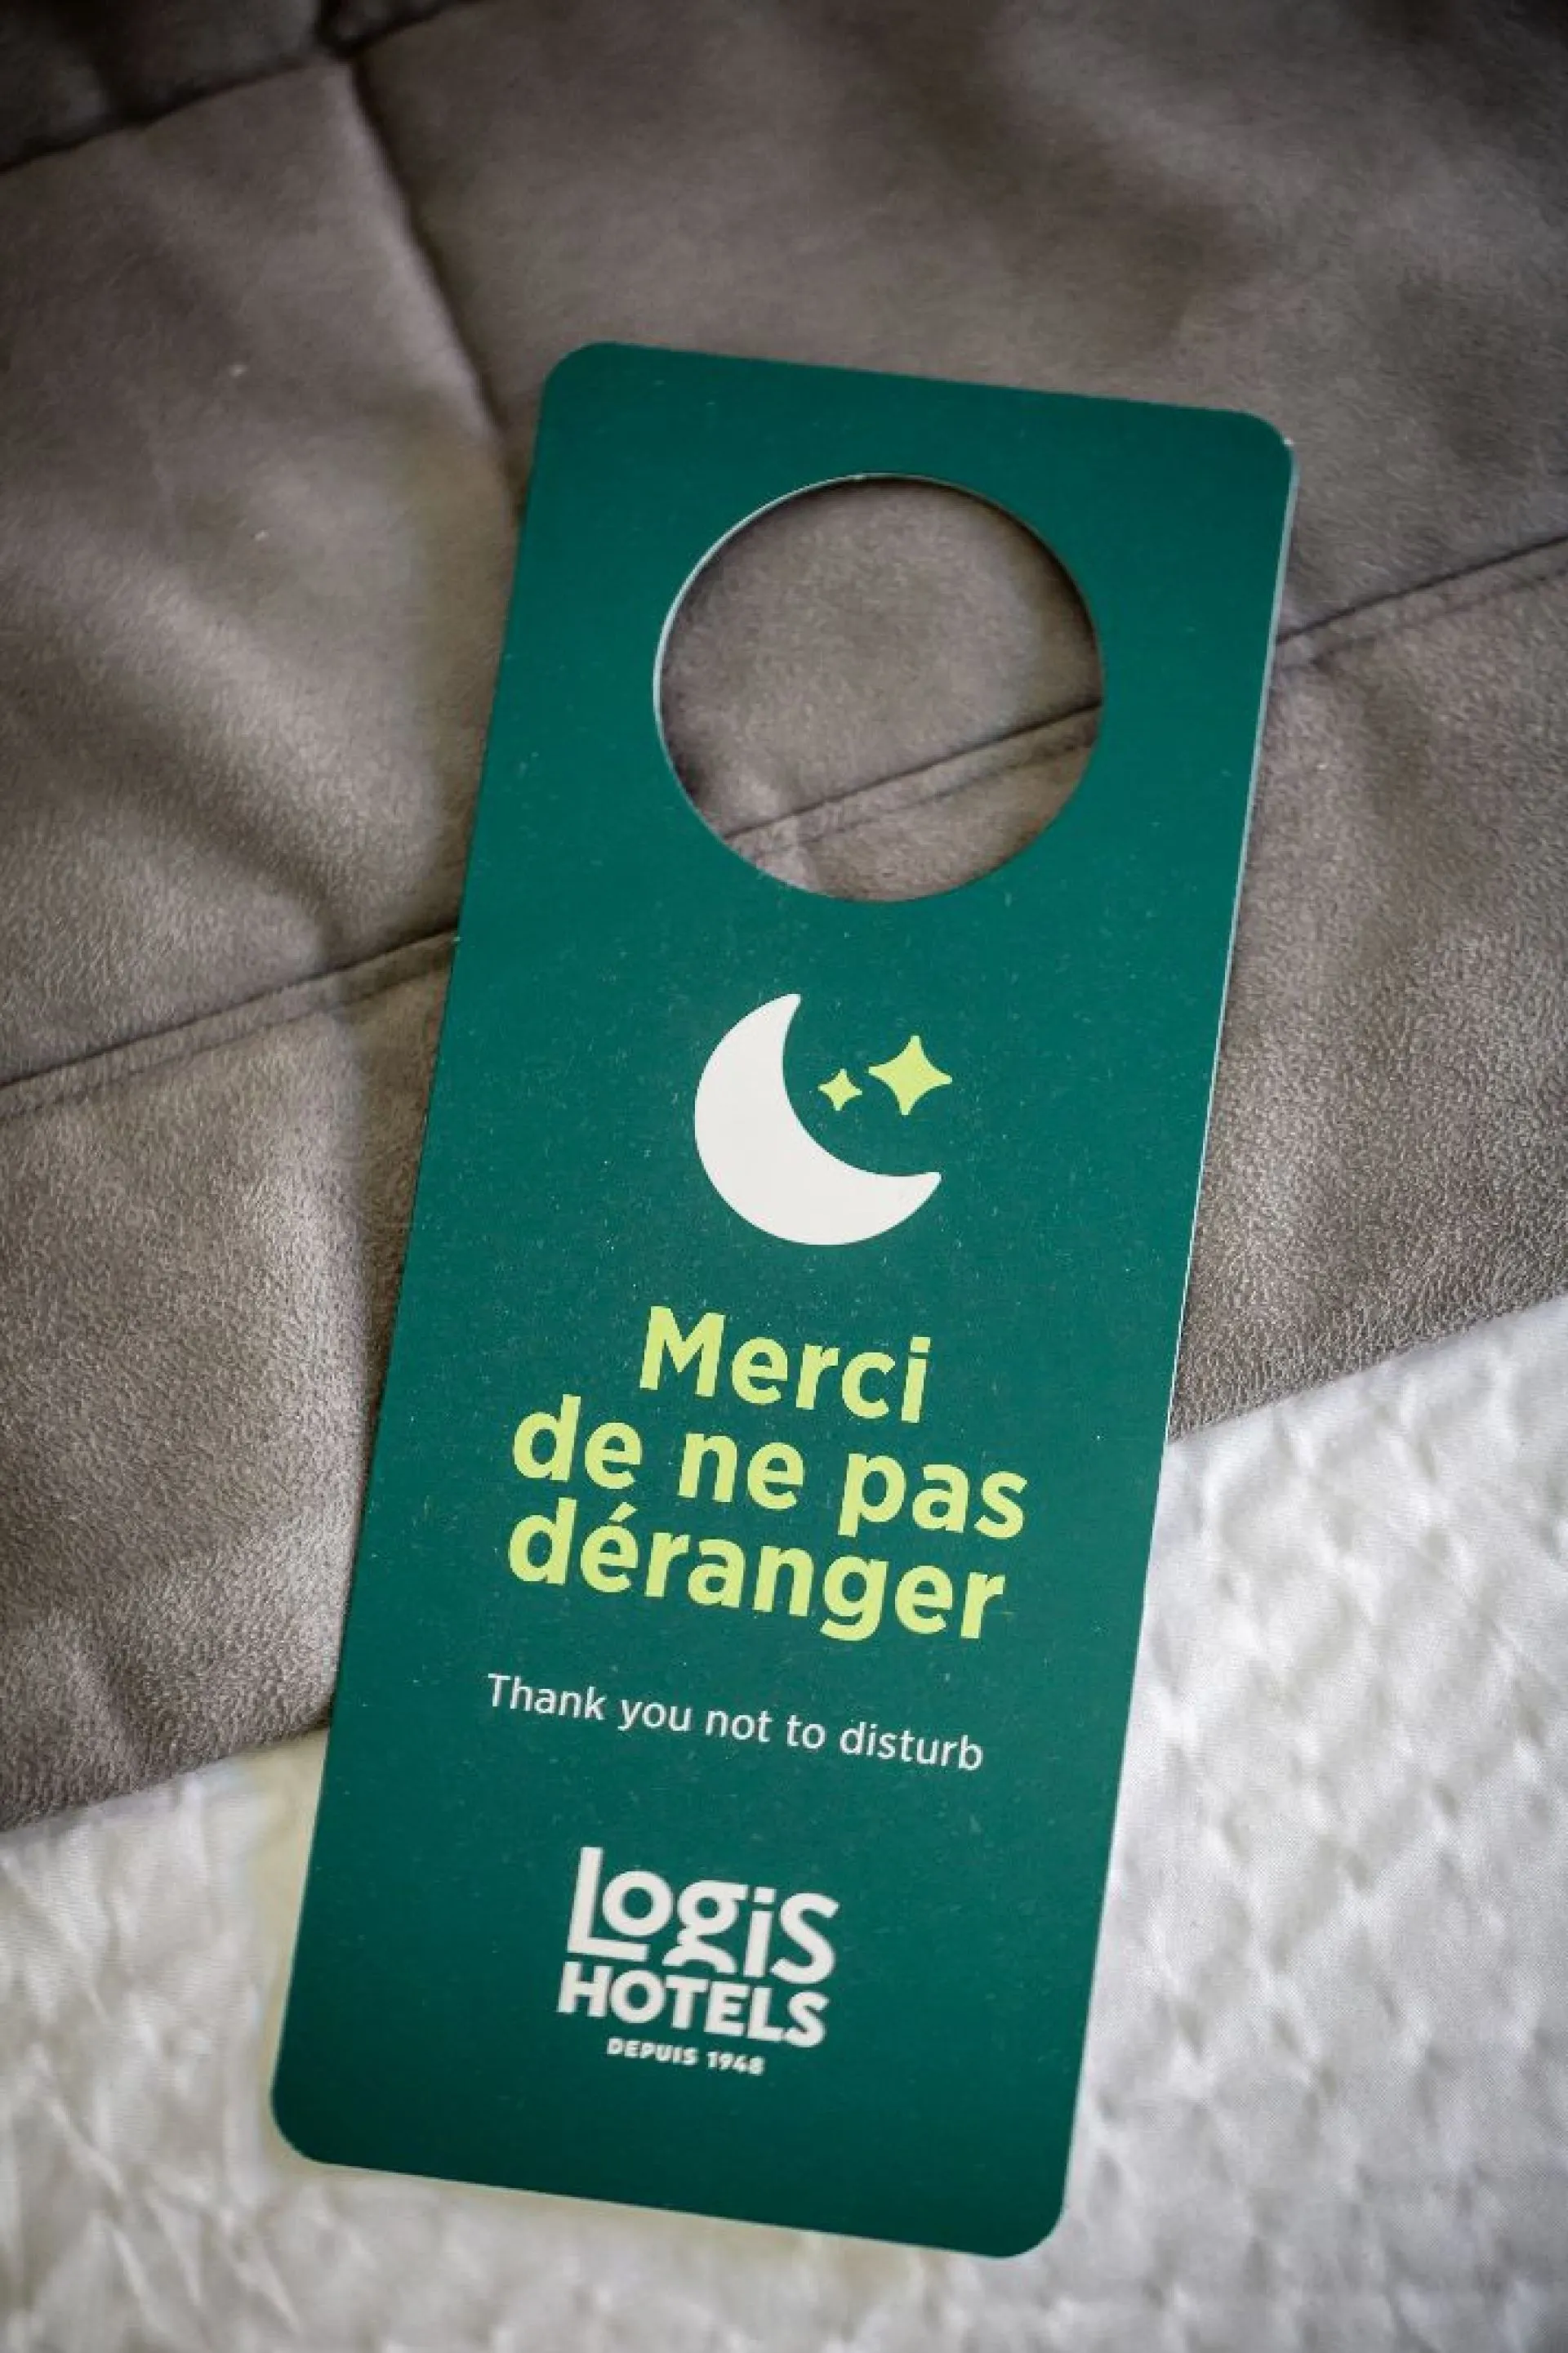 Merci
de ne pas
déranger
Thank you not to disturb
LogiS
HOTELS
DEPUIS 1948